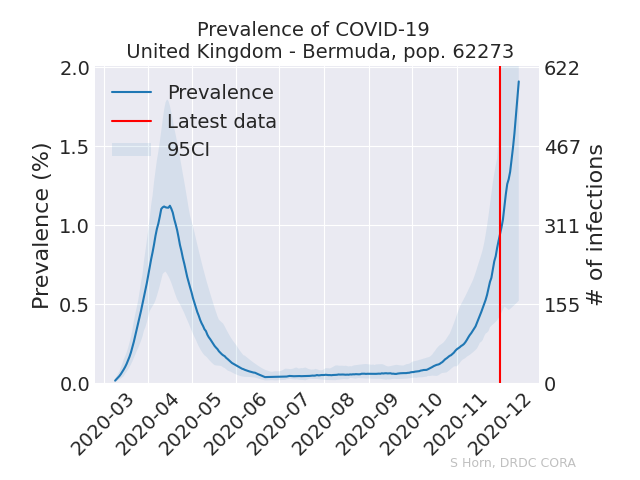 Prevalence of COVID-19
United Kingdom - Bermuda, pop. 62273
Prevalence
Latest data
95CI
Prevalence (%)
2.0
1.5
1.0
0.5
0.0
622
467
311
155
0
# of infections
2020-03
2020-04
2020-05
2020-06
2020-07
2020-08
2020-09
2020-10
2020-11
2020-12
S Horn, DRDC CORA